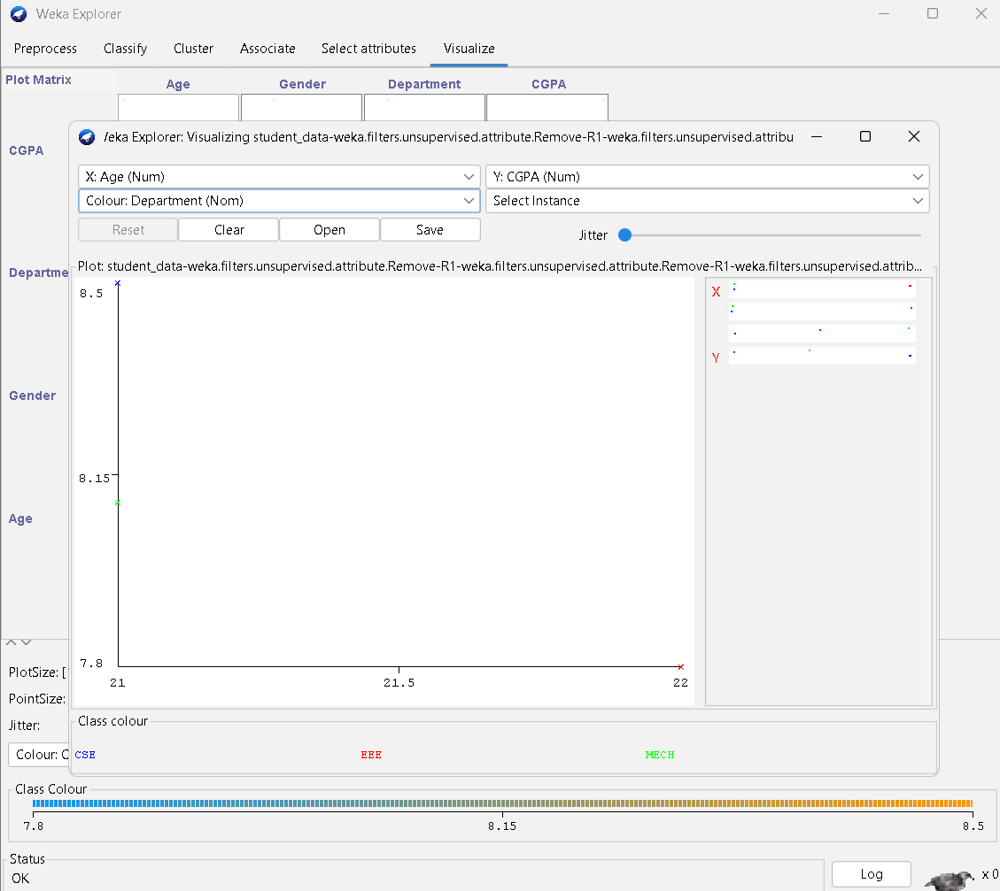 Weka Explorer
Preprocess Classify Cluster Associate Select attributes Visualize
Plot Matrix Age Gender Department CGPA
Weka Explorer: Visualizing student_data-weka.filters.unsupervised.attribute.Remove-R1-weka.filters.unsupervised.attribu
CGPA
X: Age (Num) Y: CGPA (Num)
Colour: Department (Nom) Select Instance
Reset Clear Open Save Jitter
Plot: student_data-weka.filters.unsupervised.attribute.Remove-R1-weka.filters.unsupervised.attribute.Remove-R1-weka.filters.unsupervised.attrib...
Departme
8.5 X
Y
Gender
8.15
Age
7.8
21 21.5 22
PlotSize: [
PointSize:
Jitter:
Class colour
Colour: C
CSE EEE MECH
Class Colour
7.8 8.15 8.5
Status
OK
Log x 0